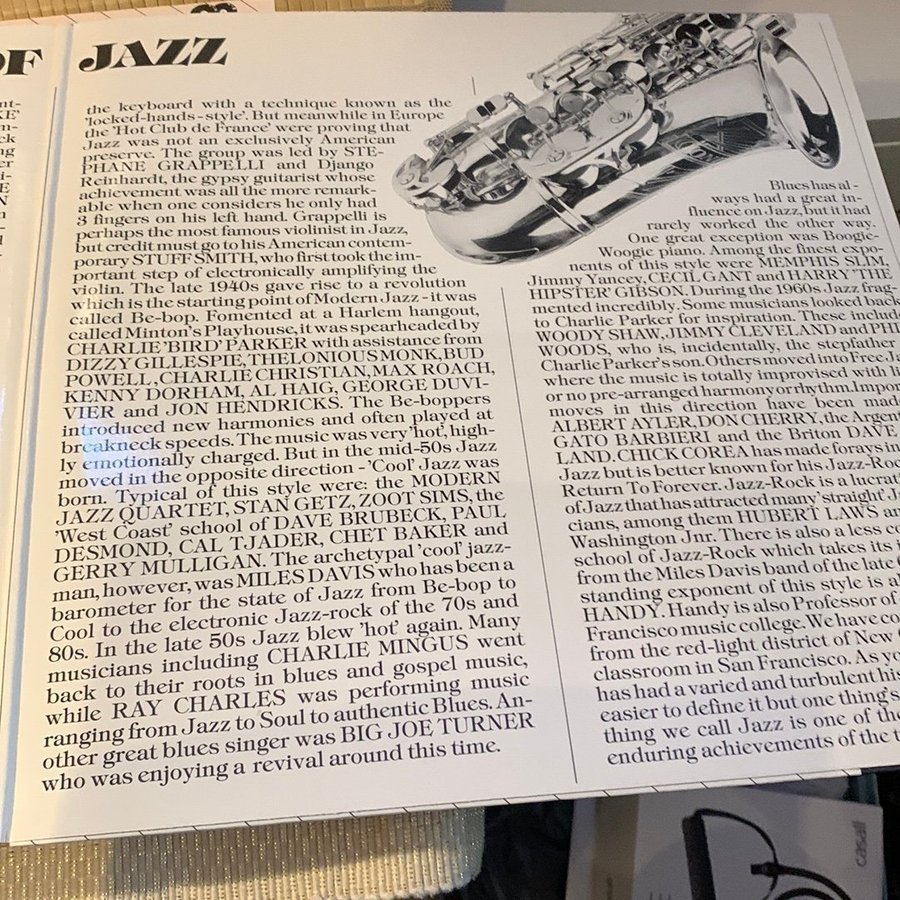 OF
JAZZ
the keyboard with a technique known as the
'locked-hands-style'. But meanwhile in Europe
the 'Hot Club de France' were proving that
Jazz was not an exclusively American
preserve. The group was led by STE-
PHANE GRAPPELLI and Django
Reinhardt, the gypsy guitarist whose
achievement was all the more remark-
able when one considers he only had
3 fingers on his left hand. Grappelli is
perhaps the most famous violinist in Jazz,
but credit must go to his American contem-
porary STUFF SMITH, who first took the im-
portant step of electronically amplifying the
violin. The late 1940s gave rise to a revolution
which is the starting point of Modern Jazz - it was
called Be-bop. Fomented at a Harlem hangout,
called Minton's Playhouse, it was spearheaded by
CHARLIE 'BIRD' PARKER with assistance from
DIZZY GILLESPIE, THELONIOUS MONK, BUD
POWELL, CHARLIE CHRISTIAN, MAX ROACH,
KENNY DORHAM, AL HAIG, GEORGE DUVI-
VIER and JON HENDRICKS. The Be-boppers
introduced new harmonies and often played at
breakneck speeds. The music was very 'hot', high-
ly emotionally charged. But in the mid-50s Jazz
moved in the opposite direction - 'Cool' Jazz was
born. Typical of this style were: the MODERN
JAZZ QUARTET, STAN GETZ, ZOOT SIMS, the
'West Coast' school of DAVE BRUBECK, PAUL
DESMOND, CAL TJADER, CHET BAKER and
GERRY MULLIGAN. The archetypal 'cool' jazz-
man, however, was MILES DAVIS who has been a
barometer for the state of Jazz from Be-bop to
Cool to the electronic Jazz-rock of the 70s and
80s. In the late 50s Jazz blew 'hot' again. Many
musicians including CHARLIE MINGUS went
back to their roots in blues and gospel music,
while RAY CHARLES was performing music
ranging from Jazz to Soul to authentic Blues. An-
other great blues singer was BIG JOE TURNER
who was enjoying a revival around this time.
Blues has al-
ways had a great in-
fluence on Jazz, but it had
rarely worked the other way.
One great exception was Boogie-
Woogie piano. Among the finest expo-
nents of this style were MEMPHIS SLIM,
Jimmy Yancey, CECIL GANT and HARRY 'THE
HIPSTER' GIBSON. During the 1960s Jazz frag-
mented incredibly. Some musicians looked back
to Charlie Parker for inspiration. These include
WOODY SHAW, JIMMY CLEVELAND and PHI
WOODS, who is, incidentally, the stepfather
Charlie Parker's son. Others moved into Free Ja
where the music is totally improvised with li
or no pre-arranged harmony or rhythm. Impor
moves in this direction have been made
ALBERT AYLER, DON CHERRY, the Argent
GATO BARBIERI and the Briton DAVE
LAND. CHICK COREA has made forays in
Jazz but is better known for his Jazz-Roc
Return To Forever. Jazz-Rock is a lucrat
of Jazz that has attracted many 'straight' J
cians, among them HUBERT LAWS an
Washington Jnr. There is also a less co
school of Jazz-Rock which takes its i
from the Miles Davis band of the late
standing exponent of this style is al
HANDY. Handy is also Professor of
Francisco music college. We have co
from the red-light district of New
classroom in San Francisco. As yo
has had a varied and turbulent his
easier to define it but one thing's
thing we call Jazz is one of the
enduring achievements of the t
casall